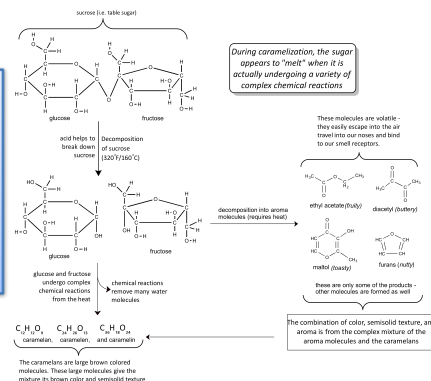 sucrose (i.e. table sugar)
During caramelization, the sugar
appears to "melt" when it is
actually undergoing a variety of
complex chemical reactions
glucose
fructose
acid helps to
break down
sucrose
Decomposition
of sucrose
(320°F/160°C)
These molecules are volatile -
they easily escape into the air
travel into our noses and bind
to our smell receptors.
ethyl acetate (fruity)
diacetyl (buttery)
decomposition into aroma
molecules (requires heat)
maltol (toasty)
furans (nutty)
glucose
fructose
these are only some of the products -
other molecules are formed as well
glucose and fructose
undergo complex
chemical reactions
from the heat
chemical reactions
remove many water
molecules
The combination of color, semisolid texture, an
aroma is from the complex mixture of the
aroma molecules and the caramelans
caramelan,
caramelen,
and caramelin
The caramelans are large brown colored
molecules. These large molecules give the
mixture its brown color and semisolid texture